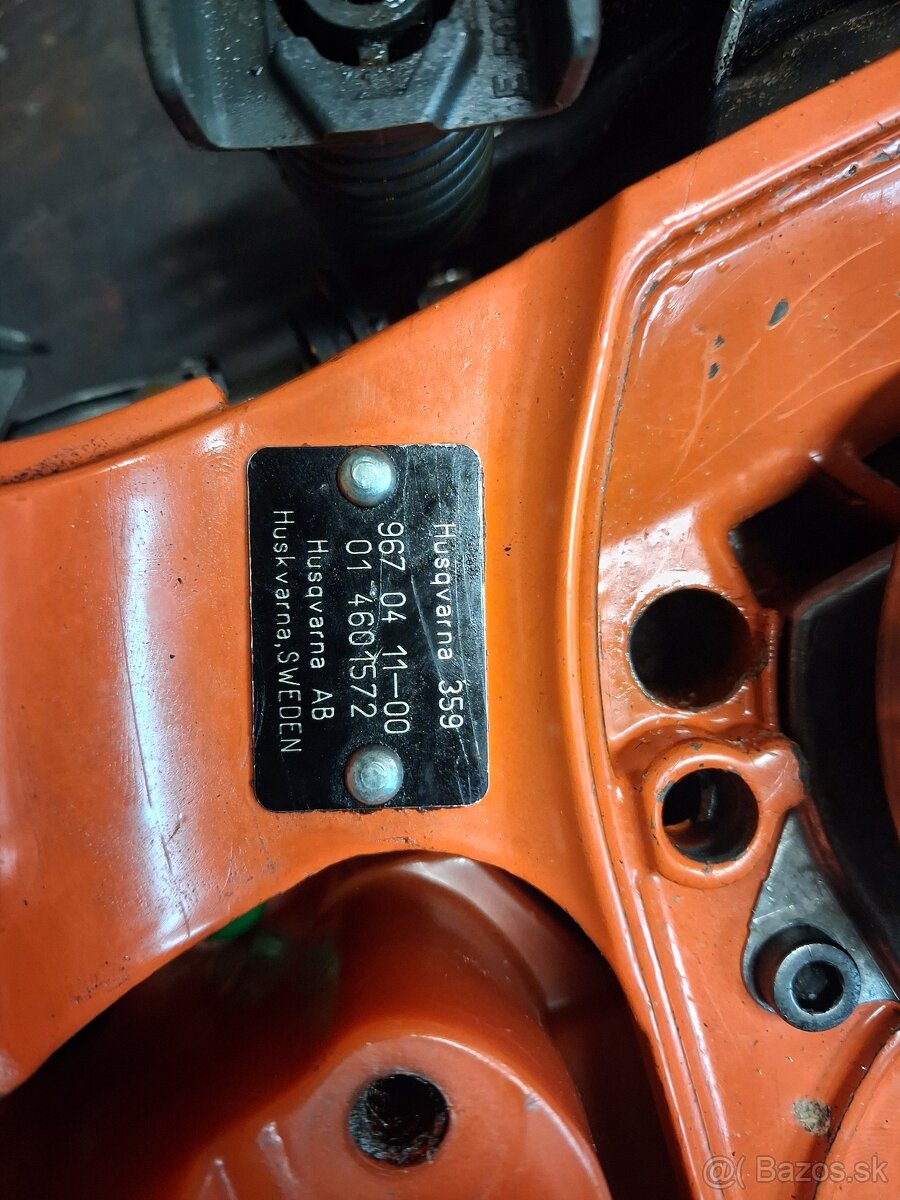 Husqvarna 359
967 04 11-00
01 4601572
Husqvarna AB
Huskvarna, SWEDEN
@( Bazos.sk